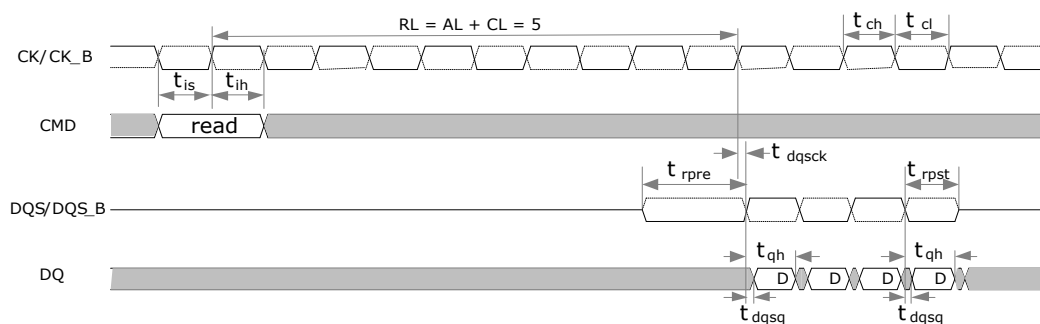 RL = AL + CL = 5
t ch
t cl
CK/CK_B
t is
t ih
CMD
read
t dqsck
t rpre
t rpst
DQS/DQS_B
t qh
t qh
DQ
D
D
D
D
t dqsq
t dqsq